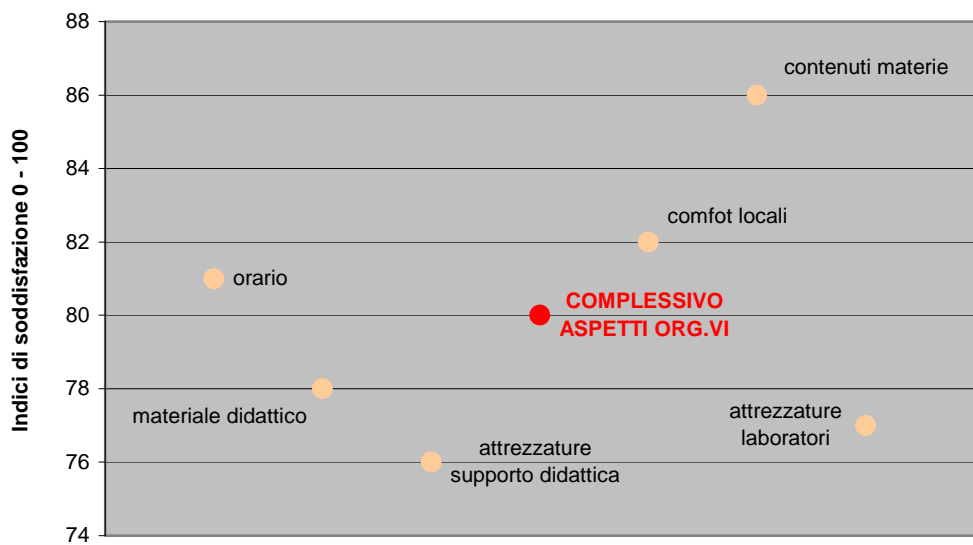 88
86
84
82
80
78
76
74
Indici di soddisfazione 0 - 100
contenuti materie
comfot locali
orario
COMPLESSIVO
ASPETTI ORG.VI
materiale didattico
attrezzature
laboratori
attrezzature
supporto didattica